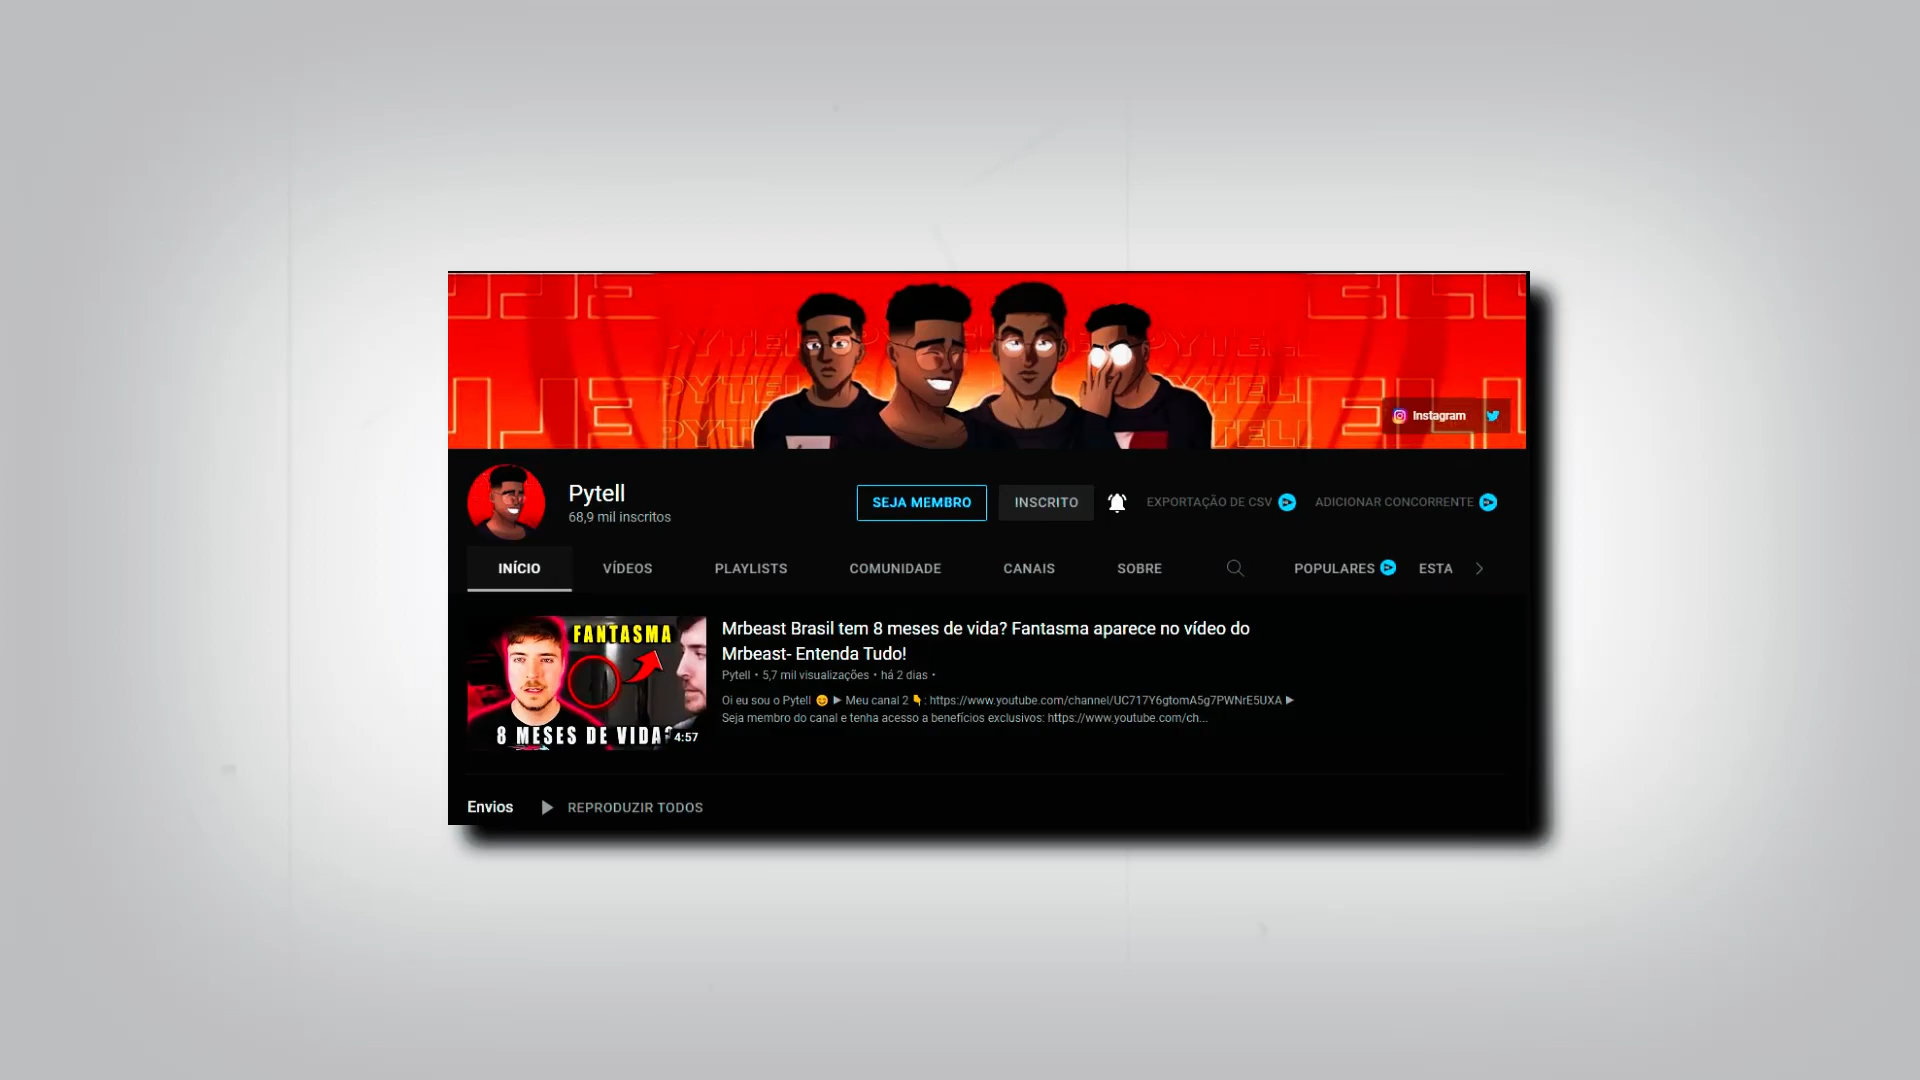 PYTELL
Instagram
Pytell
68,9 mil inscritos
SEJA MEMBRO
INSCRITO
EXPORTAÇÃO DE CSV
ADICIONAR CONCORRENTE
INÍCIO
VÍDEOS
PLAYLISTS
COMUNIDADE
CANAIS
SOBRE
POPULARES
ESTA
FANTASMA
8 MESES DE VIDA?
4:57
Mrbeast Brasil tem 8 meses de vida? Fantasma aparece no vídeo do
Mrbeast- Entenda Tudo!
Pytell • 5,7 mil visualizações • há 2 dias •
Oi eu sou o Pytell 😊 ▶ Meu canal 2 👇: https://www.youtube.com/channel/UC717Y6gtomA5g7PWNrE5UXA ▶
Seja membro do canal e tenha acesso a benefícios exclusivos: https://www.youtube.com/ch...
Envios
REPRODUZIR TODOS